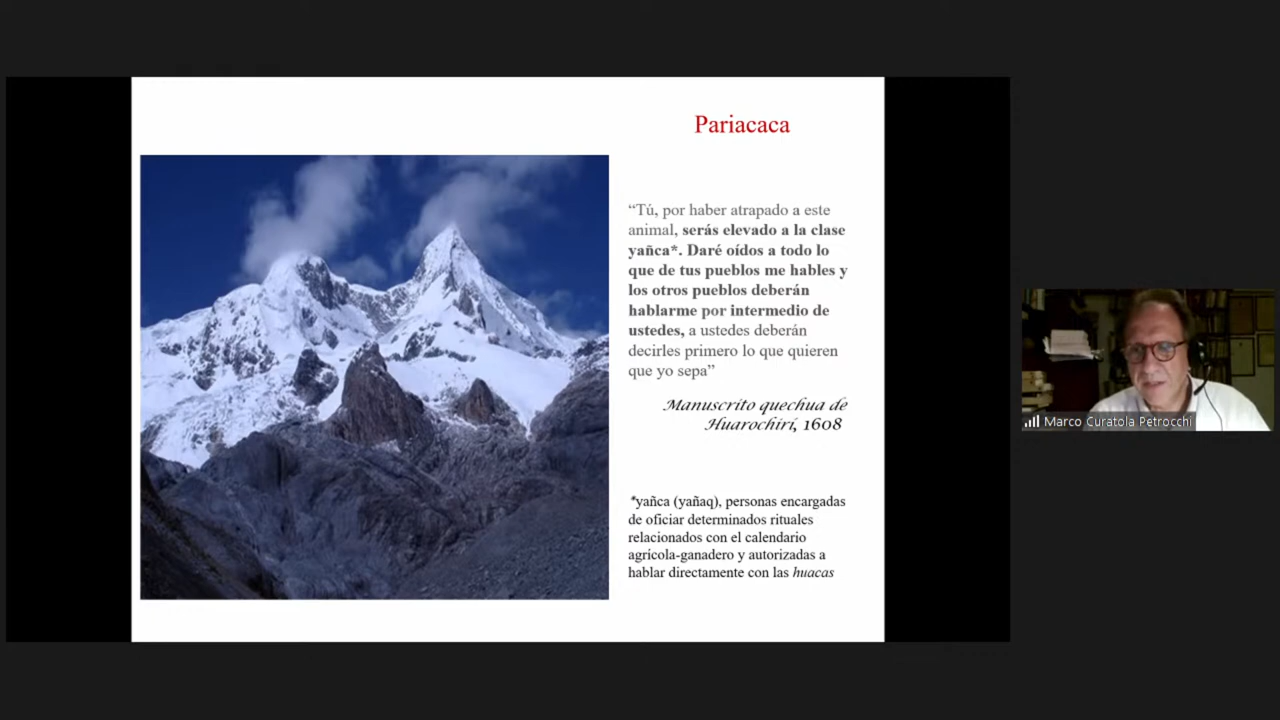 Pariacaca
“Tú, por haber atrapado a este
animal, serás elevado a la clase
yañca*. Daré oídos a todo lo
que de tus pueblos me hables y
los otros pueblos deberán
hablarme por intermedio de
ustedes, a ustedes deberán
decirles primero lo que quieren
que yo sepa”
Manuscrito quechua de
Huarochirí, 1608
*yañca (yañaq), personas encargadas
de oficiar determinados rituales
relacionados con el calendario
agrícola-ganadero y autorizadas a
hablar directamente con las huacas
Marco Curatola Petrocchi